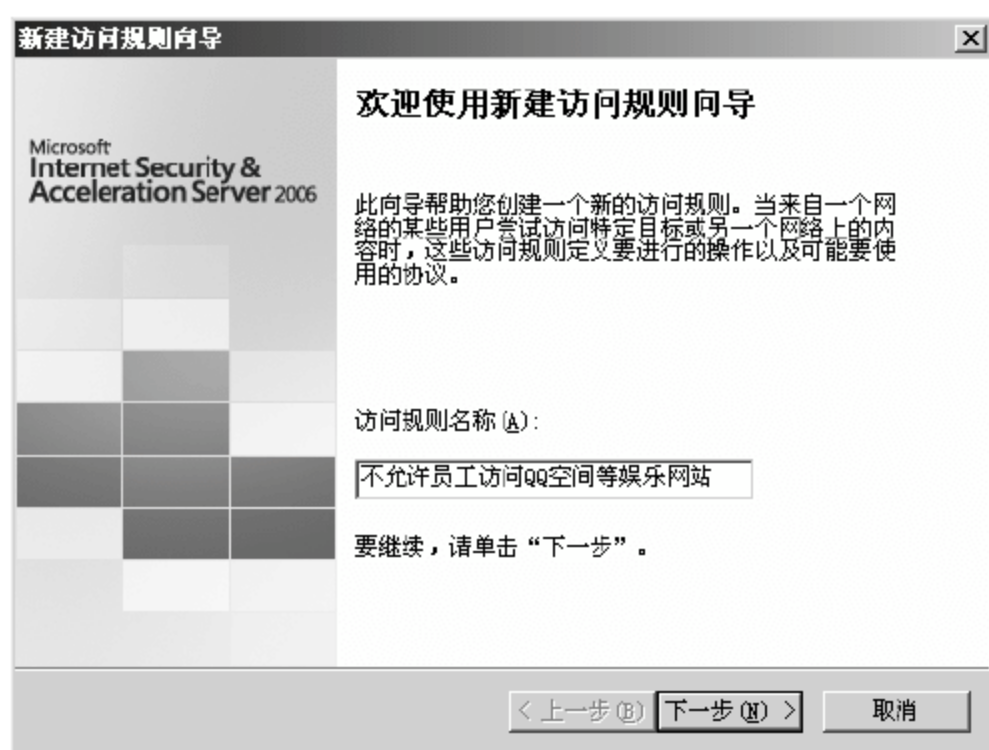 新建访问规则向导
Microsoft
Internet Security &
Acceleration Server 2006
欢迎使用新建访问规则向导
此向导帮助您创建一个新的访问规则。当来自一个网
络的某些用户尝试访问特定目标或另一个网络上的内
容时，这些访问规则定义要进行的操作以及可能要使
用的协议。
访问规则名称(A):
不允许员工访问QQ空间等娱乐网站
要继续，请单击“下一步”。
< 上一步(B)
下一步(N) >
取消